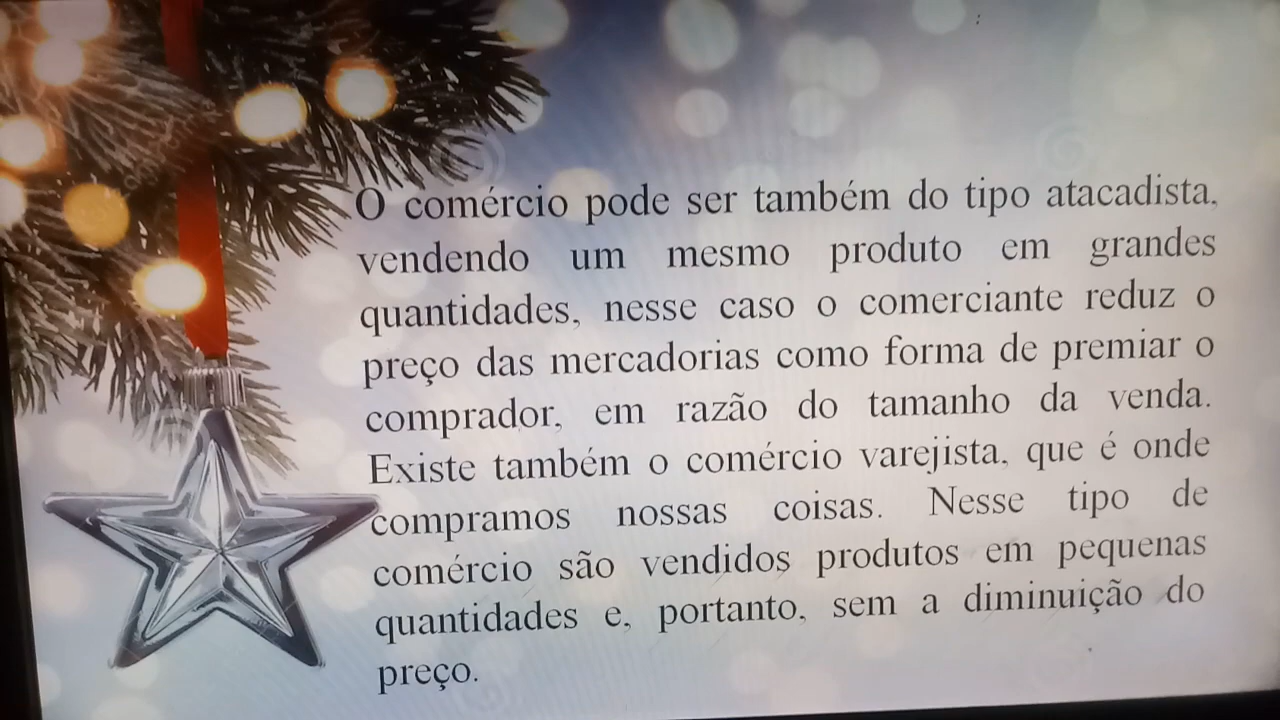 O comércio pode ser também do tipo atacadista,
vendendo um mesmo produto em grandes
quantidades, nesse caso o comerciante reduz o
preço das mercadorias como forma de premiar o
comprador, em razão do tamanho da venda.
Existe também o comércio varejista, que é onde
compramos nossas coisas. Nesse tipo de
comércio são vendidos produtos em pequenas
quantidades e, portanto, sem a diminuição do
preço.